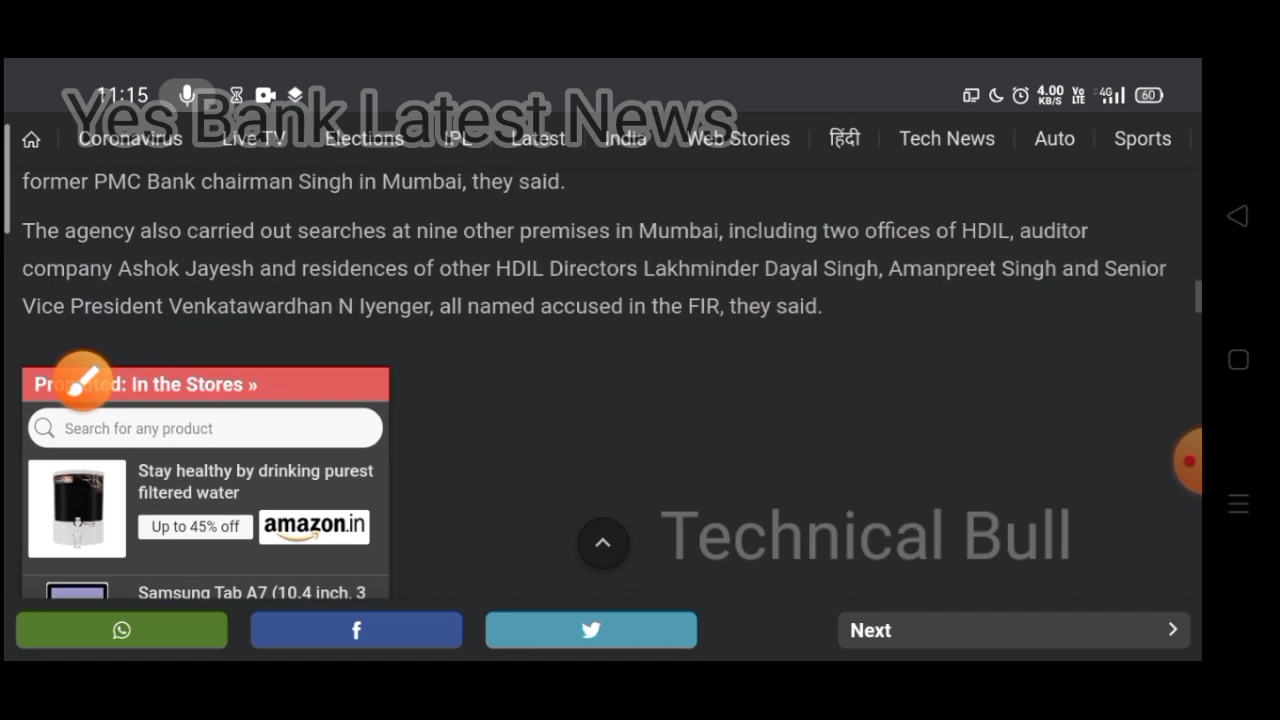 Yes Bank Latest News
11:15
4.00 KB/S Vo LTE 4G 60
Coronavirus Live TV Elections IPL Latest India Web Stories हिंदी Tech News Auto Sports
former PMC Bank chairman Singh in Mumbai, they said.
The agency also carried out searches at nine other premises in Mumbai, including two offices of HDIL, auditor
company Ashok Jayesh and residences of other HDIL Directors Lakhminder Dayal Singh, Amanpreet Singh and Senior
Vice President Venkatawardhan N Iyenger, all named accused in the FIR, they said.
Promoted: In the Stores »
Search for any product
Stay healthy by drinking purest
filtered water
Up to 45% off amazon.in
Samsung Tab A7 (10.4 inch, 3
Technical Bull
f
Next